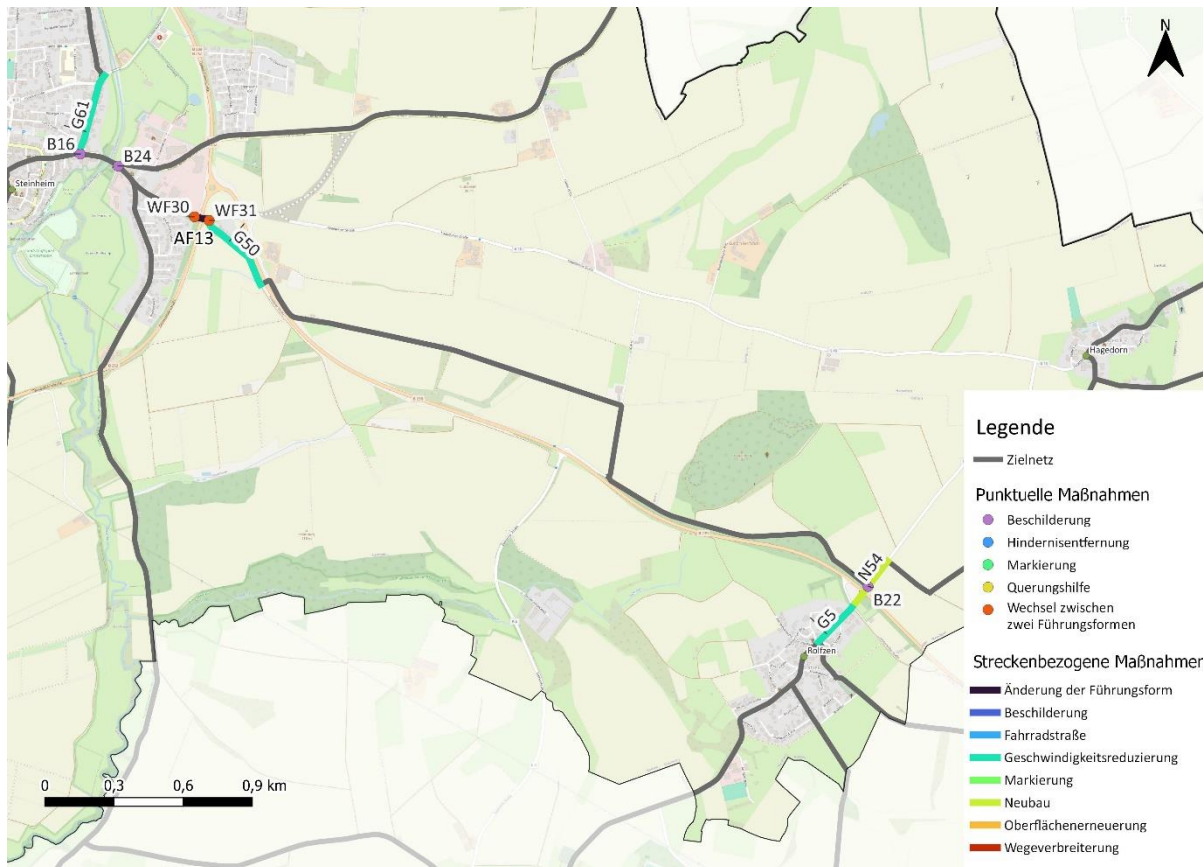 N
G61
B16
B24
Steinheim
WF30
WF31
AF13
G50
Hagedorn
N54
B22
G5
Rolfzen
0 0,3 0,6 0,9 km
Legende
Zielnetz
Punktuelle Maßnahmen
Beschilderung
Hindernisentfernung
Markierung
Querungshilfe
Wechsel zwischen
zwei Führungsformen
Streckenbezogene Maßnahmen
Änderung der Führungsform
Beschilderung
Fahrradstraße
Geschwindigkeitsreduzierung
Markierung
Neubau
Oberflächenerneuerung
Wegeverbreiterung